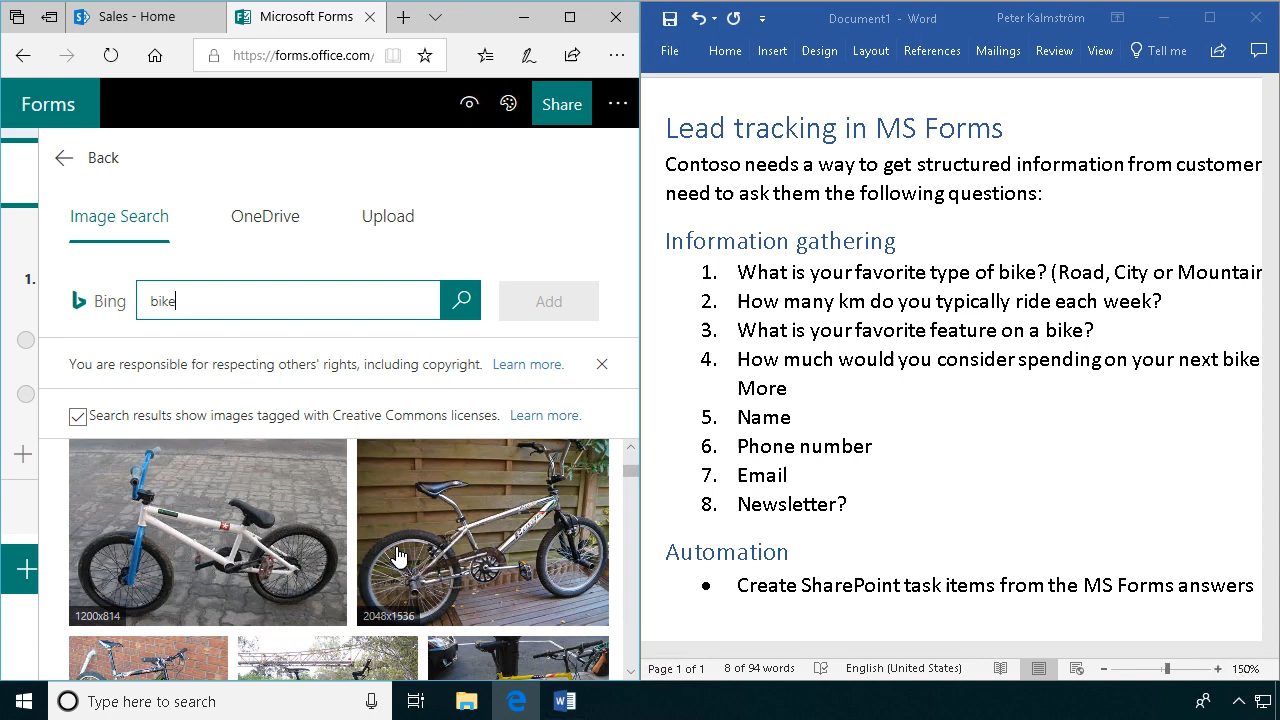 Sales - Home
Microsoft Forms
https://forms.office.com/
Forms
Share
Back
Image Search
OneDrive
Upload
1.
Bing
bike
Add
You are responsible for respecting others' rights, including copyright. Learn more.
Search results show images tagged with Creative Commons licenses. Learn more.
1200x814
2048x1536
Type here to search
Document1 - Word
Peter Kalmström
File Home Insert Design Layout References Mailings Review View Tell me
Lead tracking in MS Forms
Contoso needs a way to get structured information from customer
need to ask them the following questions:
Information gathering
1. What is your favorite type of bike? (Road, City or Mountain
2. How many km do you typically ride each week?
3. What is your favorite feature on a bike?
4. How much would you consider spending on your next bike
More
5. Name
6. Phone number
7. Email
8. Newsletter?
Automation
• Create SharePoint task items from the MS Forms answers
Page 1 of 1 8 of 94 words English (United States) 150%